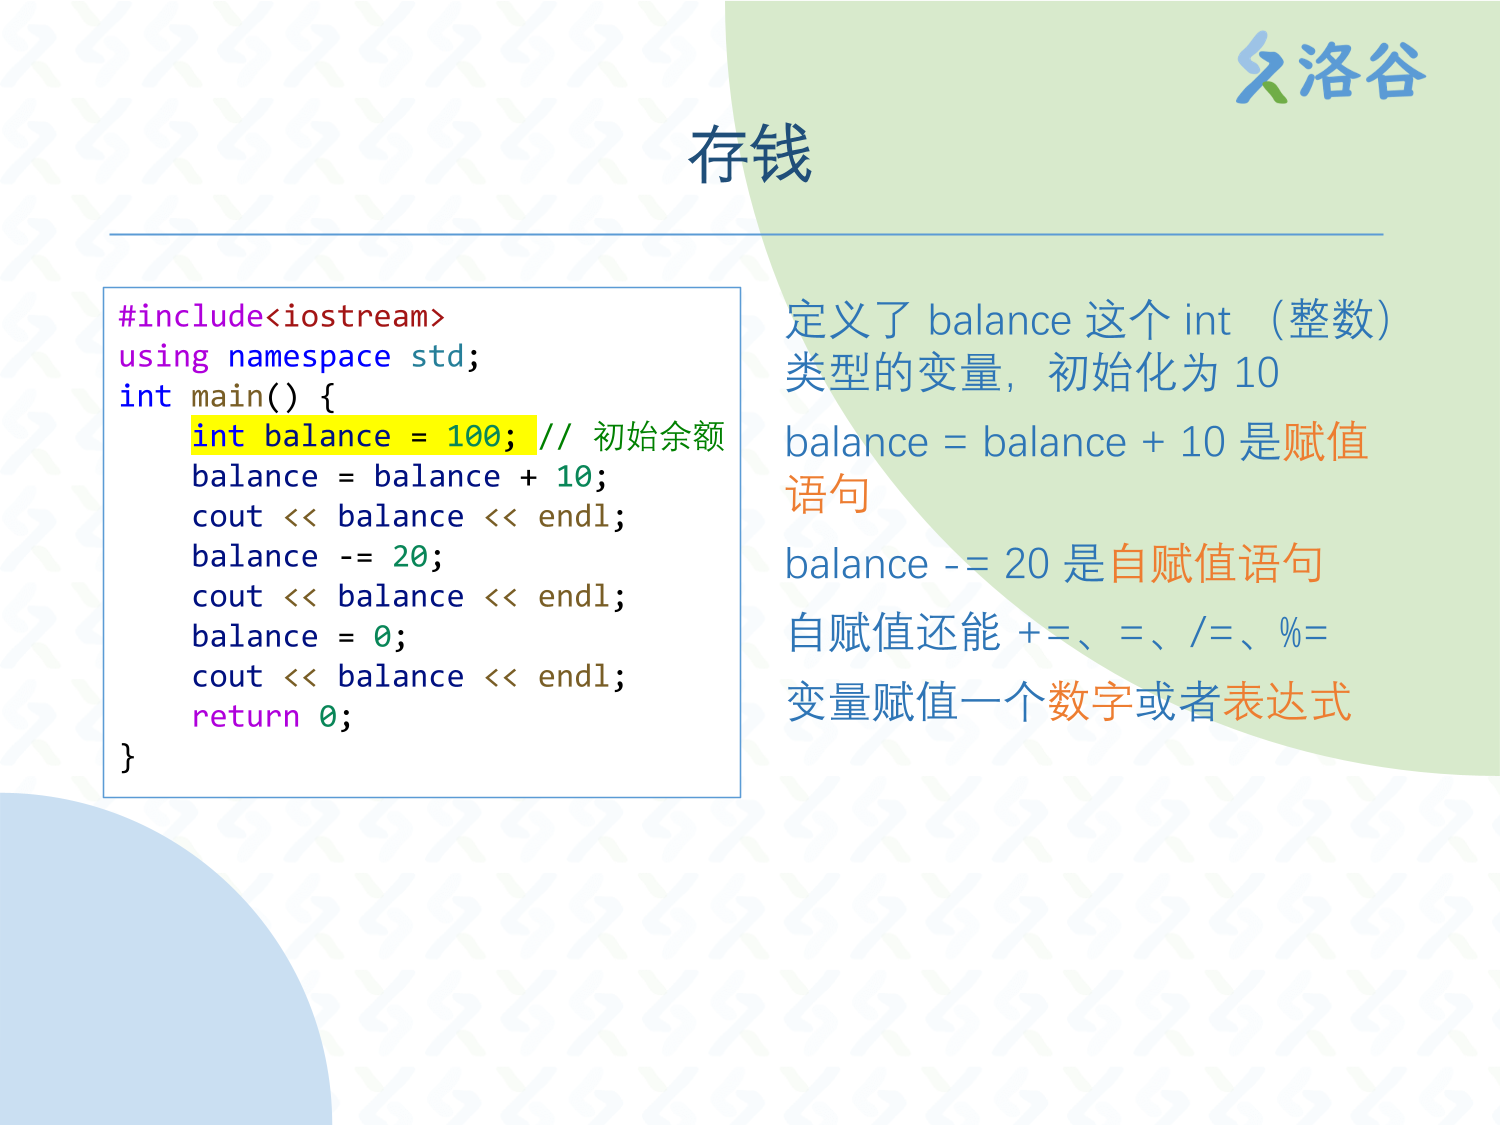 洛谷
存钱
#include<iostream>
using namespace std;
int main() {
    int balance = 100; // 初始余额
    balance = balance + 10;
    cout << balance << endl;
    balance -= 20;
    cout << balance << endl;
    balance = 0;
    cout << balance << endl;
    return 0;
}
定义了 balance 这个 int （整数）
类型的变量，初始化为 10
balance = balance + 10 是赋值
语句
balance -= 20 是自赋值语句
自赋值还能 +=、=、/=、%=
变量赋值一个数字或者表达式